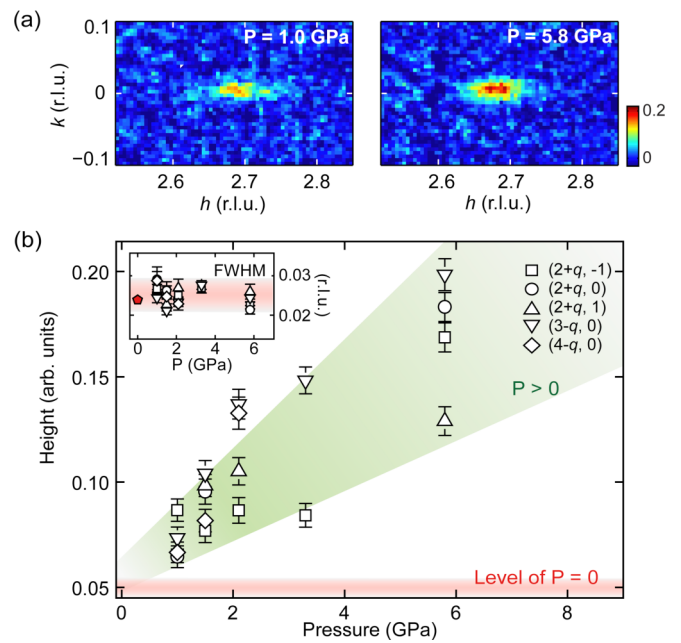 (a)
P = 1.0 GPa
P = 5.8 GPa
0.1
0
−0.1
k (r.l.u.)
2.6
2.7
2.8
h (r.l.u.)
2.6
2.7
2.8
h (r.l.u.)
0.2
0
(b)
FWHM
0.03
0.02
(r.l.u.)
0
2
4
6
P (GPa)
(2+q, -1)
(2+q, 0)
(2+q, 1)
(3-q, 0)
(4-q, 0)
P > 0
Level of P = 0
0.20
0.15
0.10
0.05
Height (arb. units)
0
2
4
6
8
Pressure (GPa)